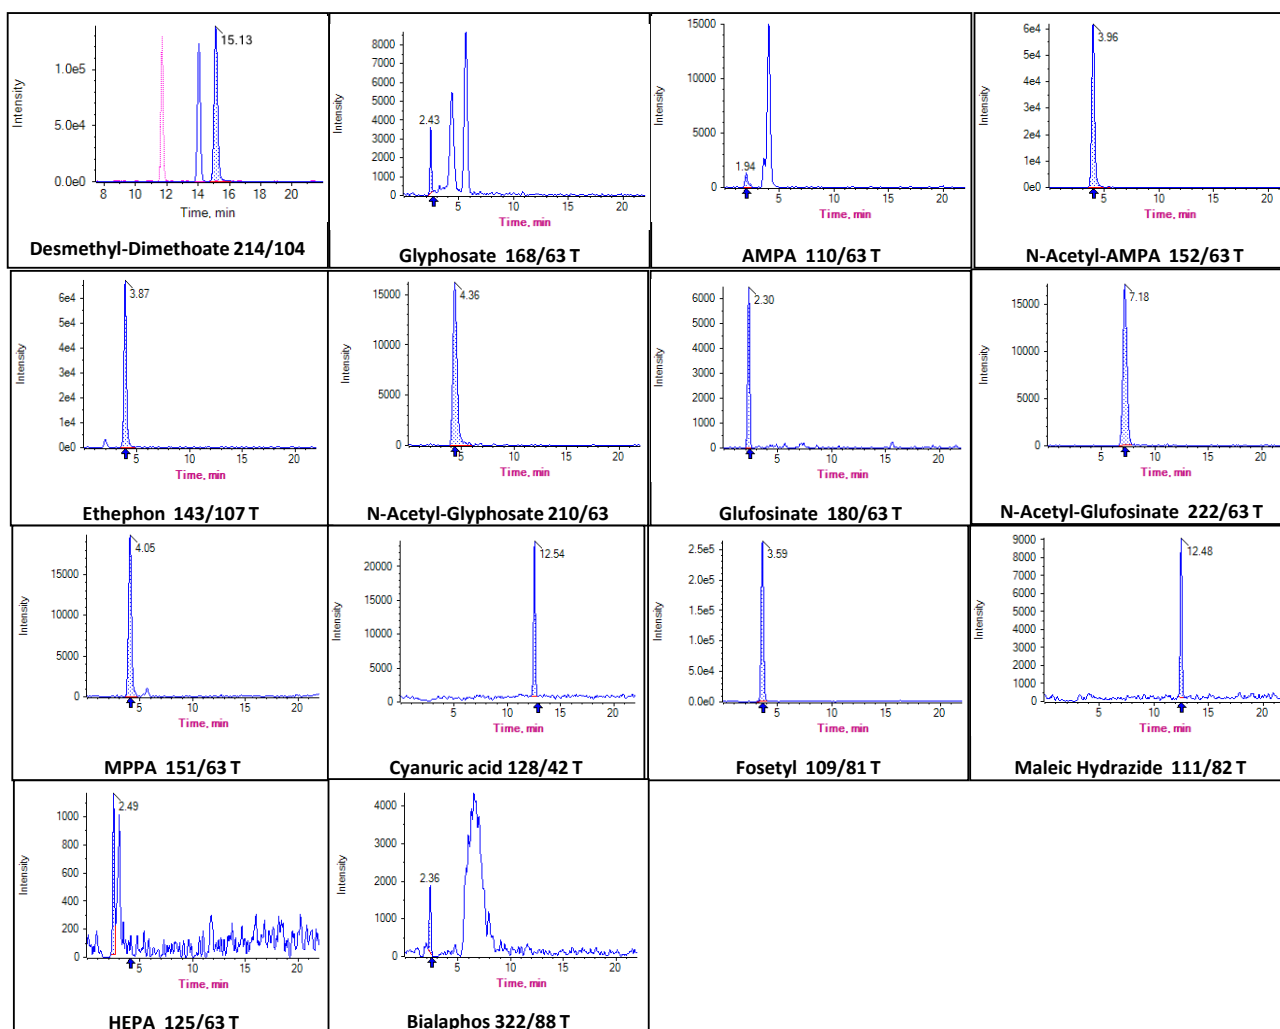 15.13
Intensity
1.0e5
5.0e4
0.0e0
8 10 12 14 16 18 20
Time, min
Desmethyl-Dimethoate 214/104
2.43
Intensity
8000
7000
6000
5000
4000
3000
2000
1000
0
5 10 15 20
Time, min
Glyphosate 168/63 T
1.94
Intensity
15000
10000
5000
0
5 10 15 20
Time, min
AMPA 110/63 T
3.96
Intensity
6e4
5e4
4e4
3e4
2e4
1e4
0e0
5 10 15 20
Time, min
N-Acetyl-AMPA 152/63 T
3.87
Intensity
6e4
5e4
4e4
3e4
2e4
1e4
0e0
5 10 15 20
Time, min
Ethephon 143/107 T
4.36
Intensity
15000
10000
5000
0
5 10 15 20
Time, min
N-Acetyl-Glyphosate 210/63
2.30
Intensity
6000
5000
4000
3000
2000
1000
0
5 10 15 20
Time, min
Glufosinate 180/63 T
7.18
Intensity
15000
10000
5000
0
5 10 15 20
Time, min
N-Acetyl-Glufosinate 222/63 T
4.05
Intensity
15000
10000
5000
0
5 10 15 20
Time, min
MPPA 151/63 T
12.54
Intensity
20000
15000
10000
5000
0
5 10 15 20
Time, min
Cyanuric acid 128/42 T
3.59
Intensity
2.5e5
2.0e5
1.5e5
1.0e5
5.0e4
0.0e0
5 10 15 20
Time, min
Fosetyl 109/81 T
12.48
Intensity
9000
8000
7000
6000
5000
4000
3000
2000
1000
0
5 10 15 20
Time, min
Maleic Hydrazide 111/82 T
2.49
Intensity
1000
800
600
400
200
0
5 10 15 20
Time, min
HEPA 125/63 T
2.36
Intensity
4000
3000
2000
1000
0
5 10 15 20
Time, min
Bialaphos 322/88 T